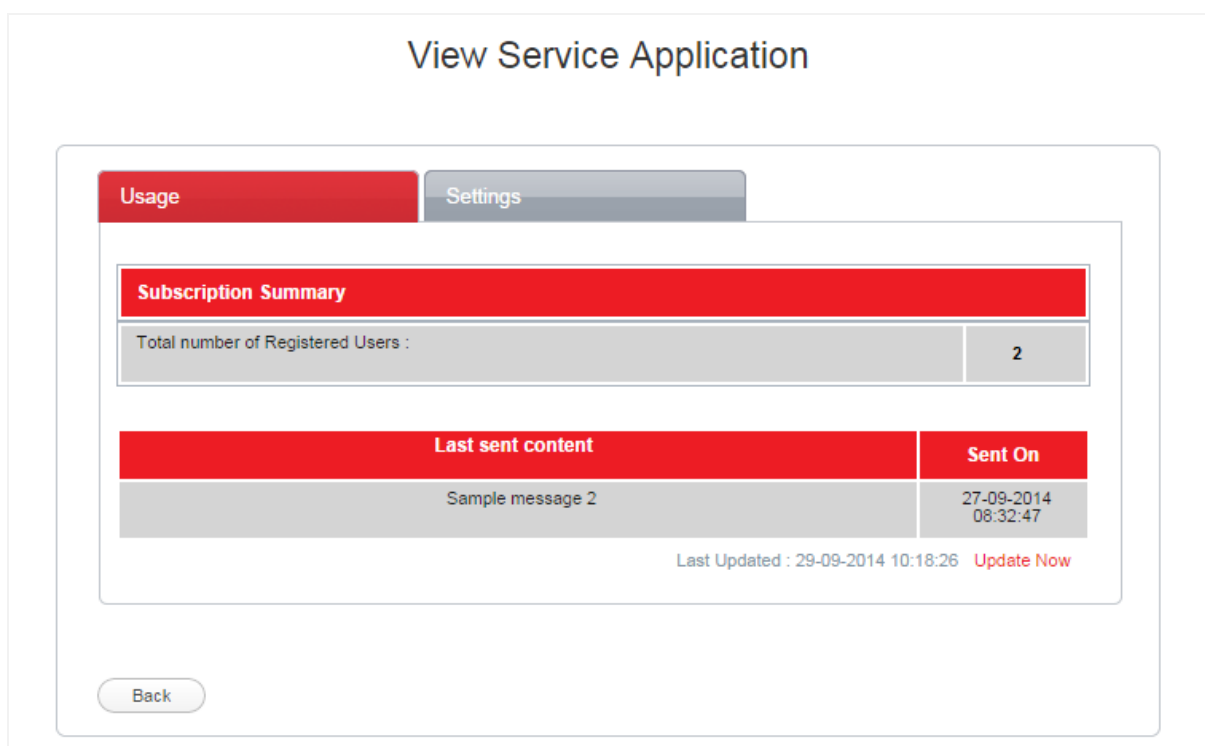 View Service Application
Usage
Settings
Subscription Summary
Total number of Registered Users :
2
Last sent content
Sent On
Sample message 2
27-09-2014
08:32:47
Last Updated : 29-09-2014 10:18:26 Update Now
Back